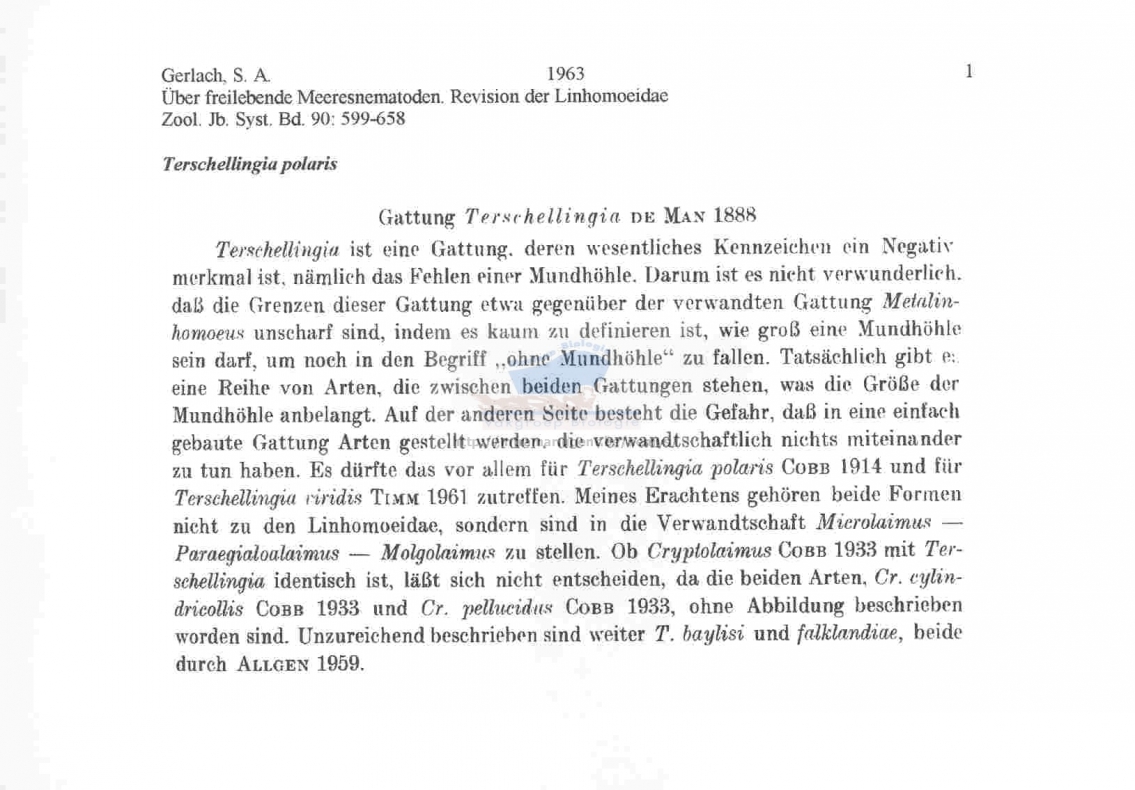 Gerlach, S. A. 1963 1
Über freilebende Meeresnematoden. Revision der Linhomoeidae
Zool. Jb. Syst. Bd. 90: 599-658
Terschellingia polaris
Gattung Terschellingia DE MAN 1888
Terschellingia ist eine Gattung. deren wesentliches Kennzeichen ein Negativ
merkmal ist, nämlich das Fehlen einer Mundhöhle. Darum ist es nicht verwunderlich.
daß die Grenzen dieser Gattung etwa gegenüber der verwandten Gattung Metalin-
homoeus unscharf sind, indem es kaum zu definieren ist, wie groß eine Mundhöhle
sein darf, um noch in den Begriff „ohne Mundhöhle“ zu fallen. Tatsächlich gibt
eine Reihe von Arten, die zwischen beiden Gattungen stehen, was die Größe der
Mundhöhle anbelangt. Auf der anderen Seite besteht die Gefahr, daß in eine einfach
gebaute Gattung Arten gestellt werden, die verwandtschaftlich nichts miteinander
zu tun haben. Es dürfte das vor allem für Terschellingia polaris COBB 1914 und für
Terschellingia viridis TIMM 1961 zutreffen. Meines Erachtens gehören beide Formen
nicht zu den Linhomoeidae, sondern sind in die Verwandtschaft Microlaimus —
Paraegialoalaimus — Molgolaimus zu stellen. Ob Cryptolaimus COBB 1933 mit Ter-
schellingia identisch ist, läßt sich nicht entscheiden, da die beiden Arten, Cr. cylin-
dricollis COBB 1933 und Cr. pellucidus COBB 1933, ohne Abbildung beschrieben
worden sind. Unzureichend beschrieben sind weiter T. baylisi und falklandiae, beide
durch ALLGEN 1959.